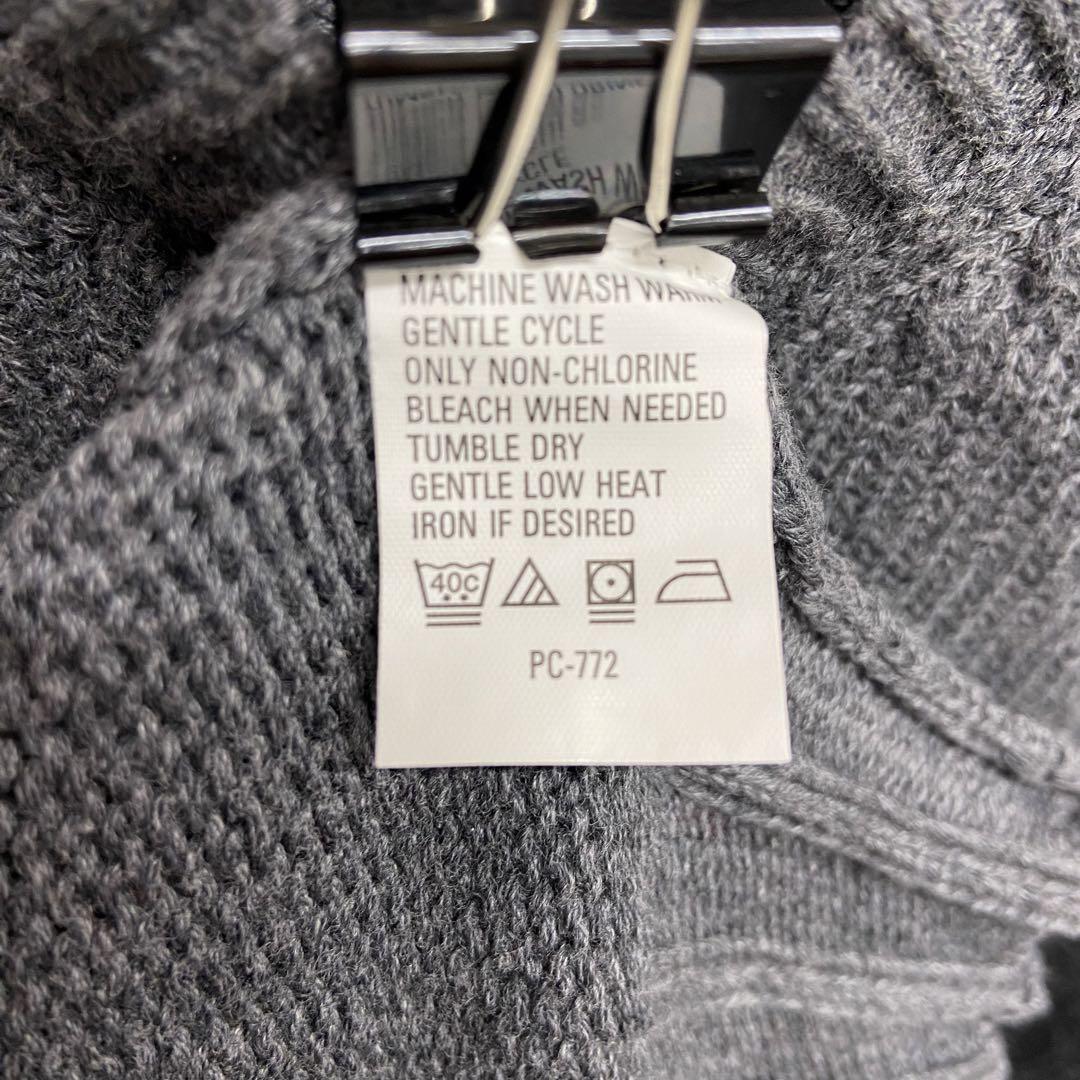 MACHINE WASH WARM
GENTLE CYCLE
ONLY NON-CHLORINE
BLEACH WHEN NEEDED
TUMBLE DRY
GENTLE LOW HEAT
IRON IF DESIRED
40C
PC-772